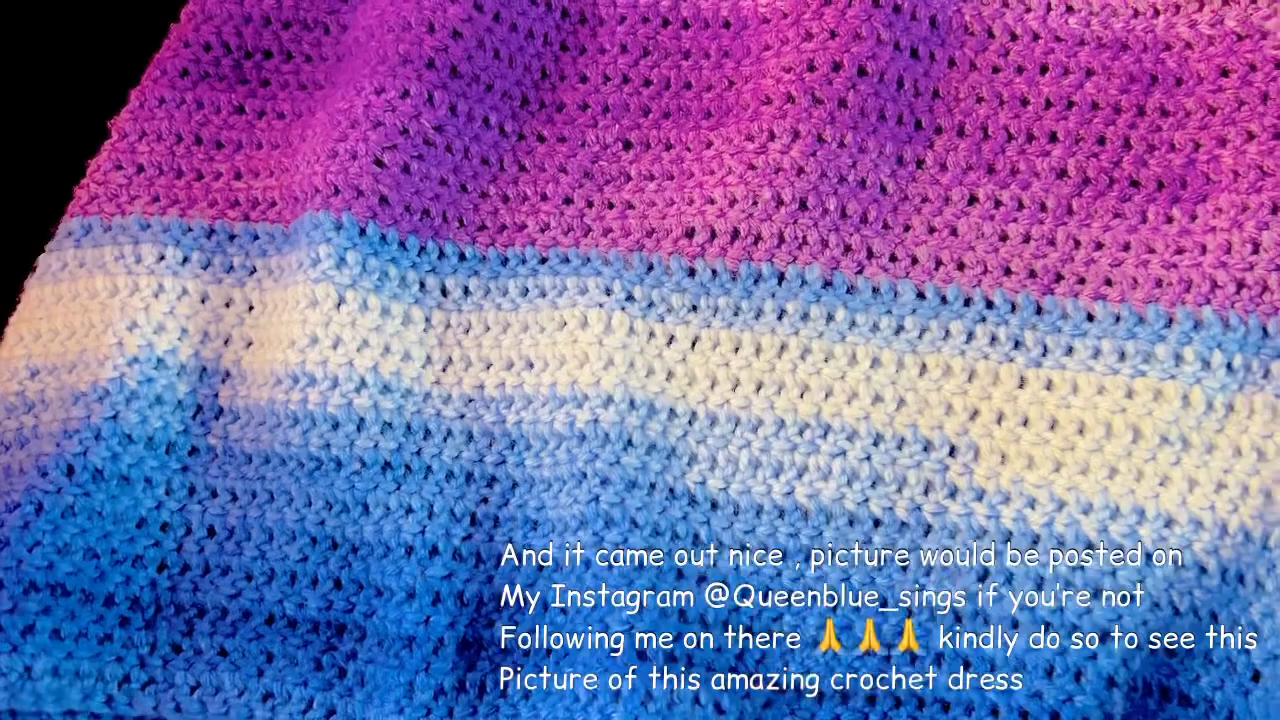 And it came out nice , picture would be posted on
My Instagram @Queenblue_sings if you're not
Following me on there 🙏🙏🙏 kindly do so to see this
Picture of this amazing crochet dress